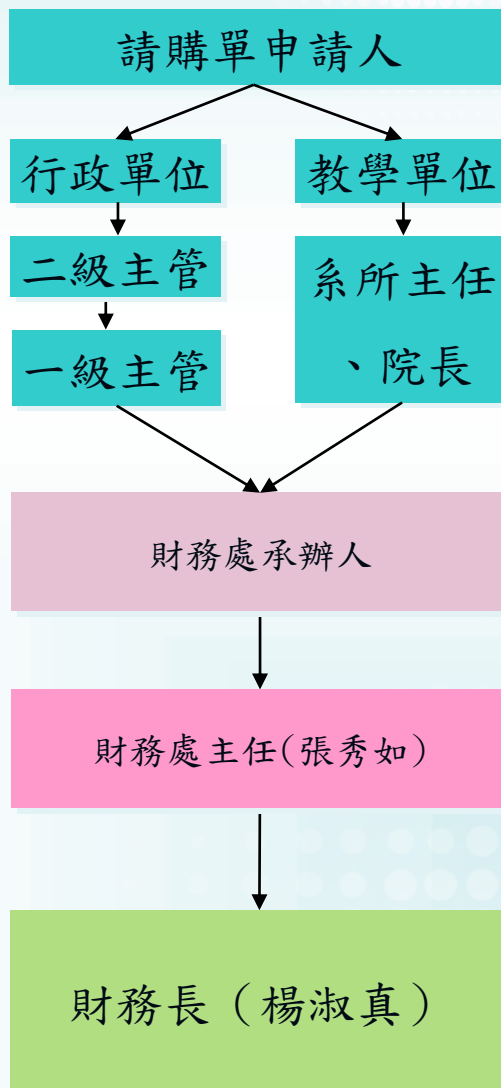 請購單申請人
行政單位
教學單位
二級主管
系所主任
、院長
一級主管
財務處承辦人
財務處主任(張秀如)
財務長（楊淑真）